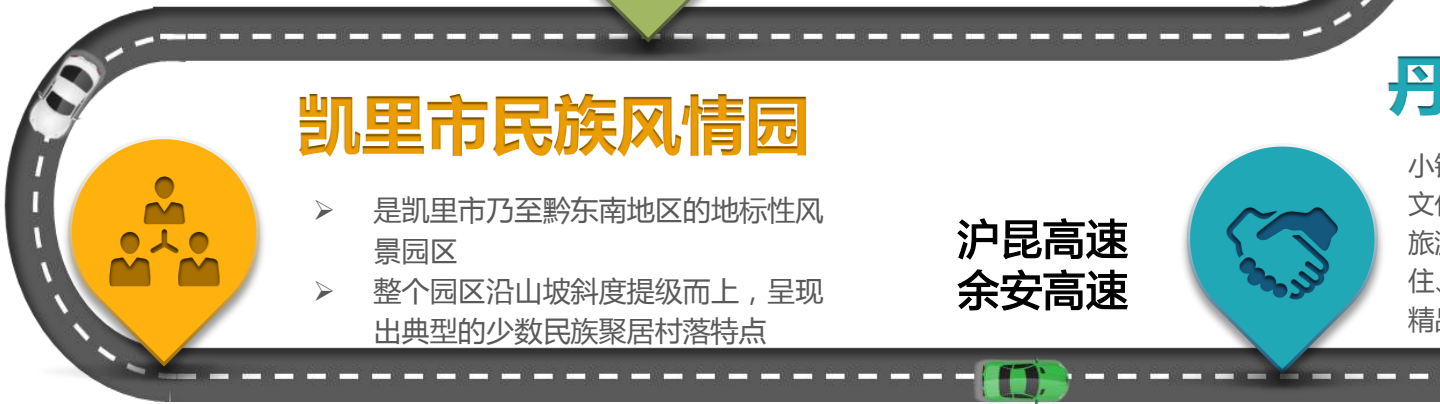 凯里市民族风情园
➢ 是凯里市乃至黔东南地区的地标性风
景园区
➢ 整个园区沿山坡斜度提级而上，呈现
出典型的少数民族聚居村落特点
沪昆高速
余安高速
丹
小
文
旅
住、
精